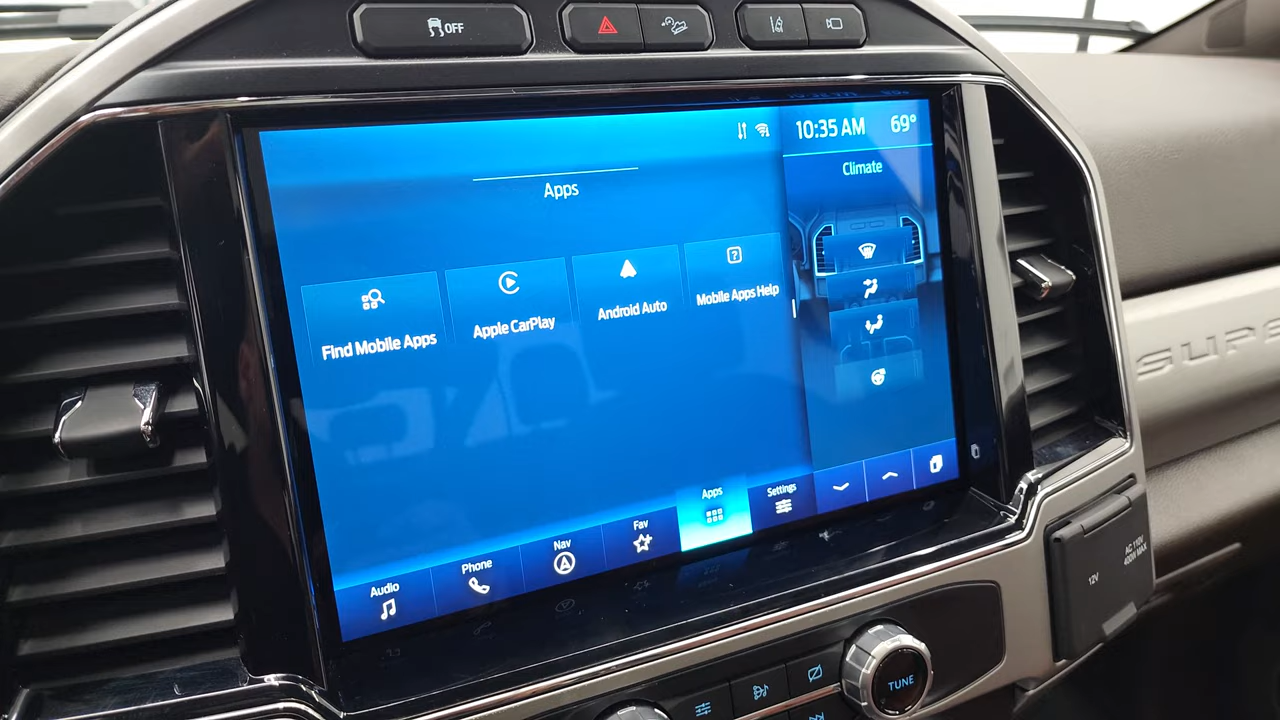 OFF
10:35 AM 69°
Apps
Climate
Find Mobile Apps
Apple CarPlay
Android Auto
Mobile Apps Help
Audio
Phone
Nav
Fav
Apps
Settings
SUPE
12V
AC 110V
400W MAX
TUNE